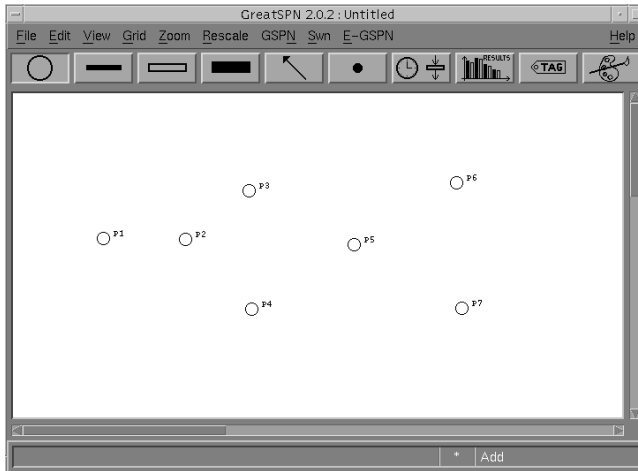 GreatSPN 2.0.2 : Untitled
File Edit View Grid Zoom Rescale GSPN Swn E-GSPN Help
RESULTS
TAG
P3
P6
P1
P2
P5
P4
P7
* Add